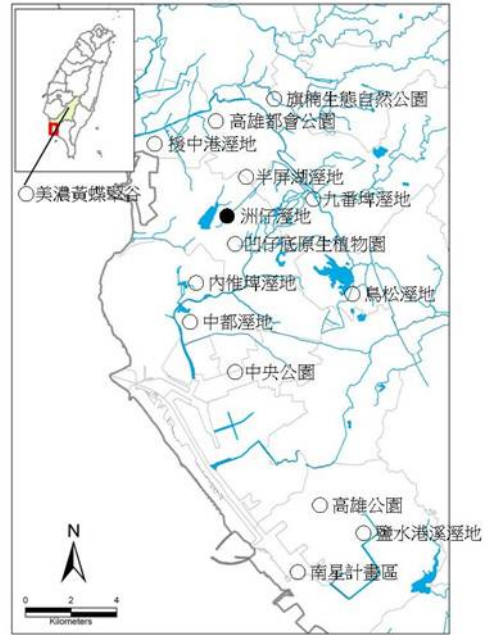 旗楠生態自然公園
高雄都會公園
援中港溼地
半屏湖溼地
美濃黃蝶翠谷
九番埤溼地
洲仔溼地
凹仔底原生植物園
內惟埤溼地
鳥松溼地
中都溼地
中央公園
高雄公園
鹽水港溪溼地
南星計畫區
N
0 2 4
Kilometers